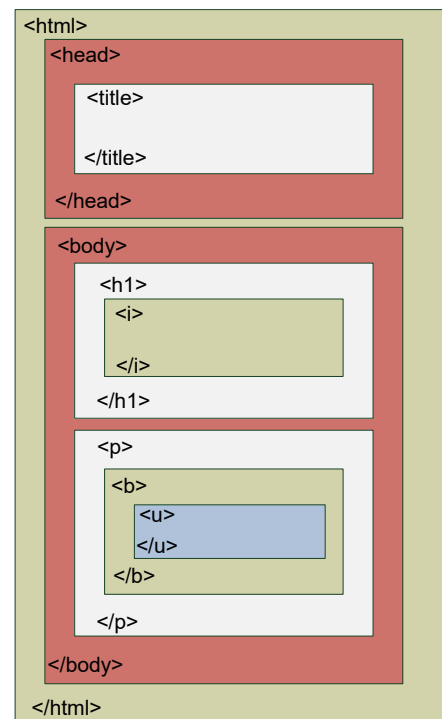 <html>
<head>
<title>
</title>
</head>
<body>
<h1>
<i>
</i>
</h1>
<p>
<b>
<u>
</u>
</b>
</p>
</body>
</html>